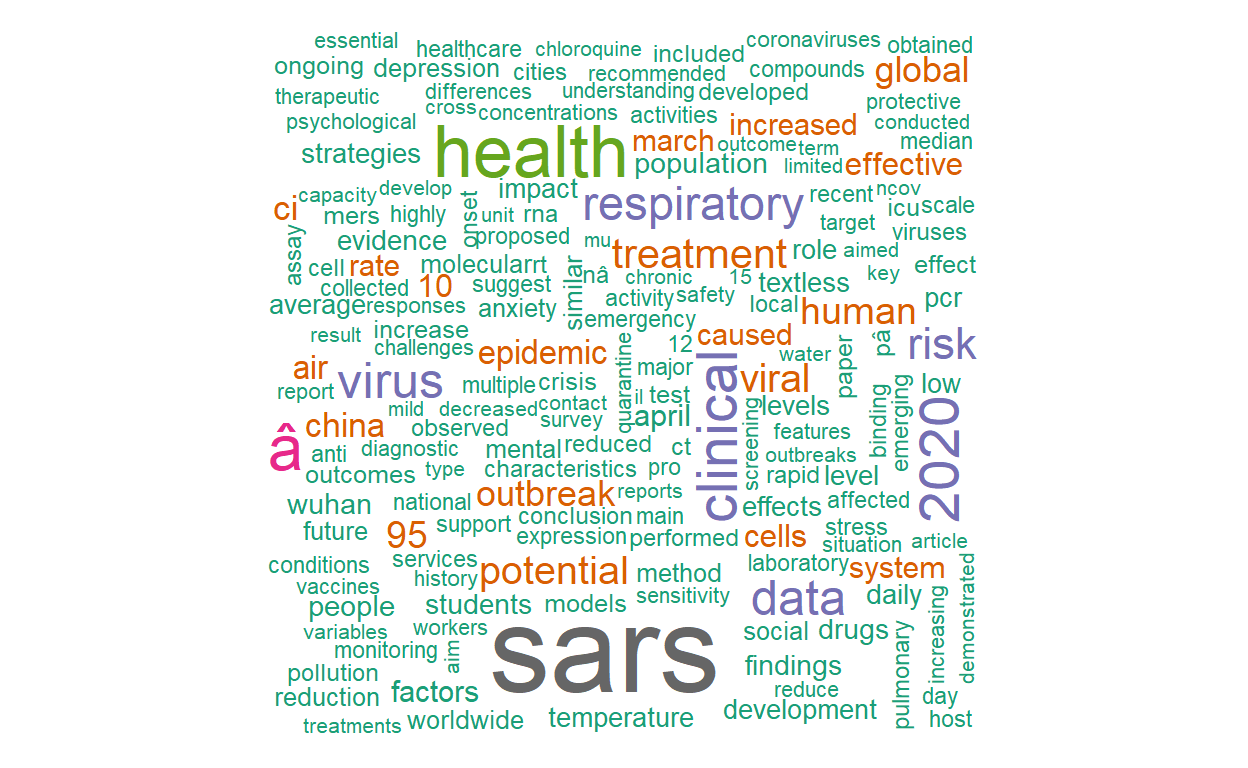 essential healthcare chloroquine included coronaviruses obtained
ongoing depression cities recommended compounds global
therapeutic differences understanding developed protective
psychological cross concentrations activities increased conducted
strategies health march outcome term median
population limited effective
capacity develop impact respiratory recent ncov
ci mers highly onset unit rna target icu scale
assay evidence proposed mu treatment role aimed viruses
cell rate molecularrt similar nâ chronic 15 textless key effect
collected 10 suggest activity safety local human pcr
average responses anxiety emergency
result increase quarantine 12 caused pâ risk
challenges epidemic major water paper
air virus multiple crisis clinical viral low
report mild decreased contact il test levels binding emerging 2020
china observed survey april screening features
â anti diagnostic mental reduced ct outbreaks
outcomes type characteristics pro rapid level
wuhan national outbreak reports effects affected
future 95 support conclusion main cells stress
expression performed situation article
conditions services potential method laboratory system demonstrated
vaccines history sensitivity data daily increasing
people students models
variables workers sars social drugs pulmonary
monitoring aim
pollution findings
reduction factors reduce day
treatments worldwide temperature development host